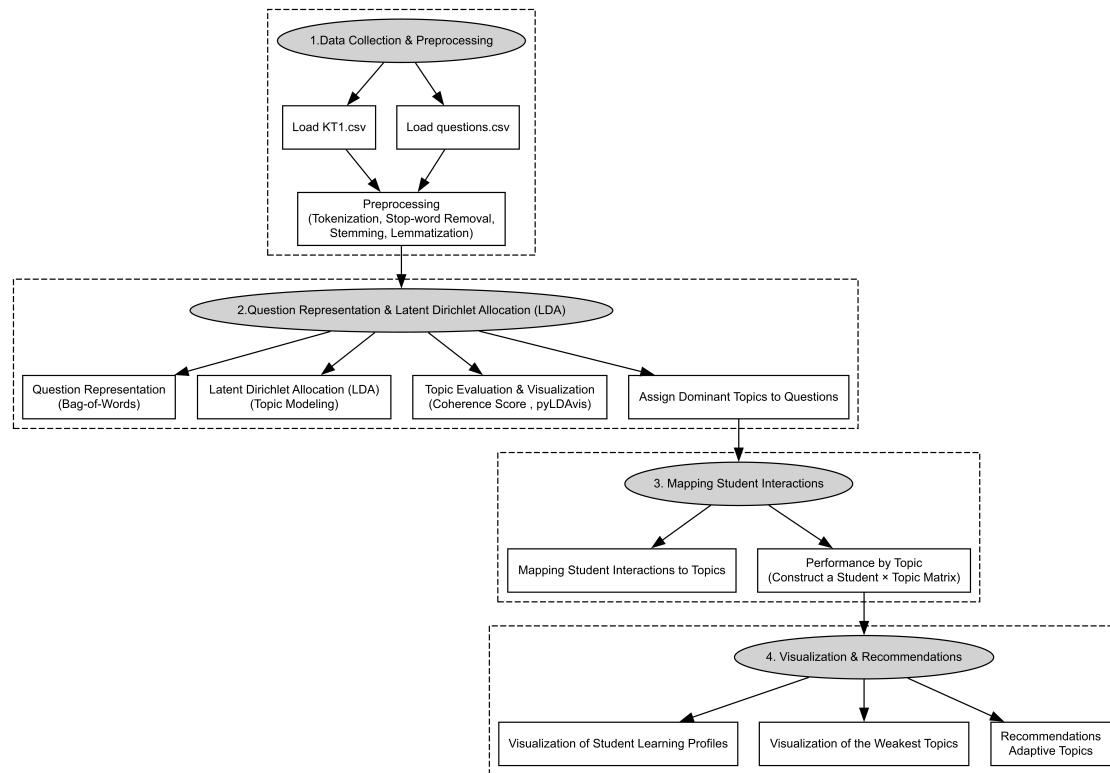 1.Data Collection & Preprocessing
Load KT1.csv
Load questions.csv
Preprocessing
(Tokenization, Stop-word Removal,
Stemming, Lemmatization)
2.Question Representation & Latent Dirichlet Allocation (LDA)
Question Representation
(Bag-of-Words)
Latent Dirichlet Allocation (LDA)
(Topic Modeling)
Topic Evaluation & Visualization
(Coherence Score , pyLDAvis)
Assign Dominant Topics to Questions
3. Mapping Student Interactions
Mapping Student Interactions to Topics
Performance by Topic
(Construct a Student × Topic Matrix)
4. Visualization & Recommendations
Visualization of Student Learning Profiles
Visualization of the Weakest Topics
Recommendations
Adaptive Topics